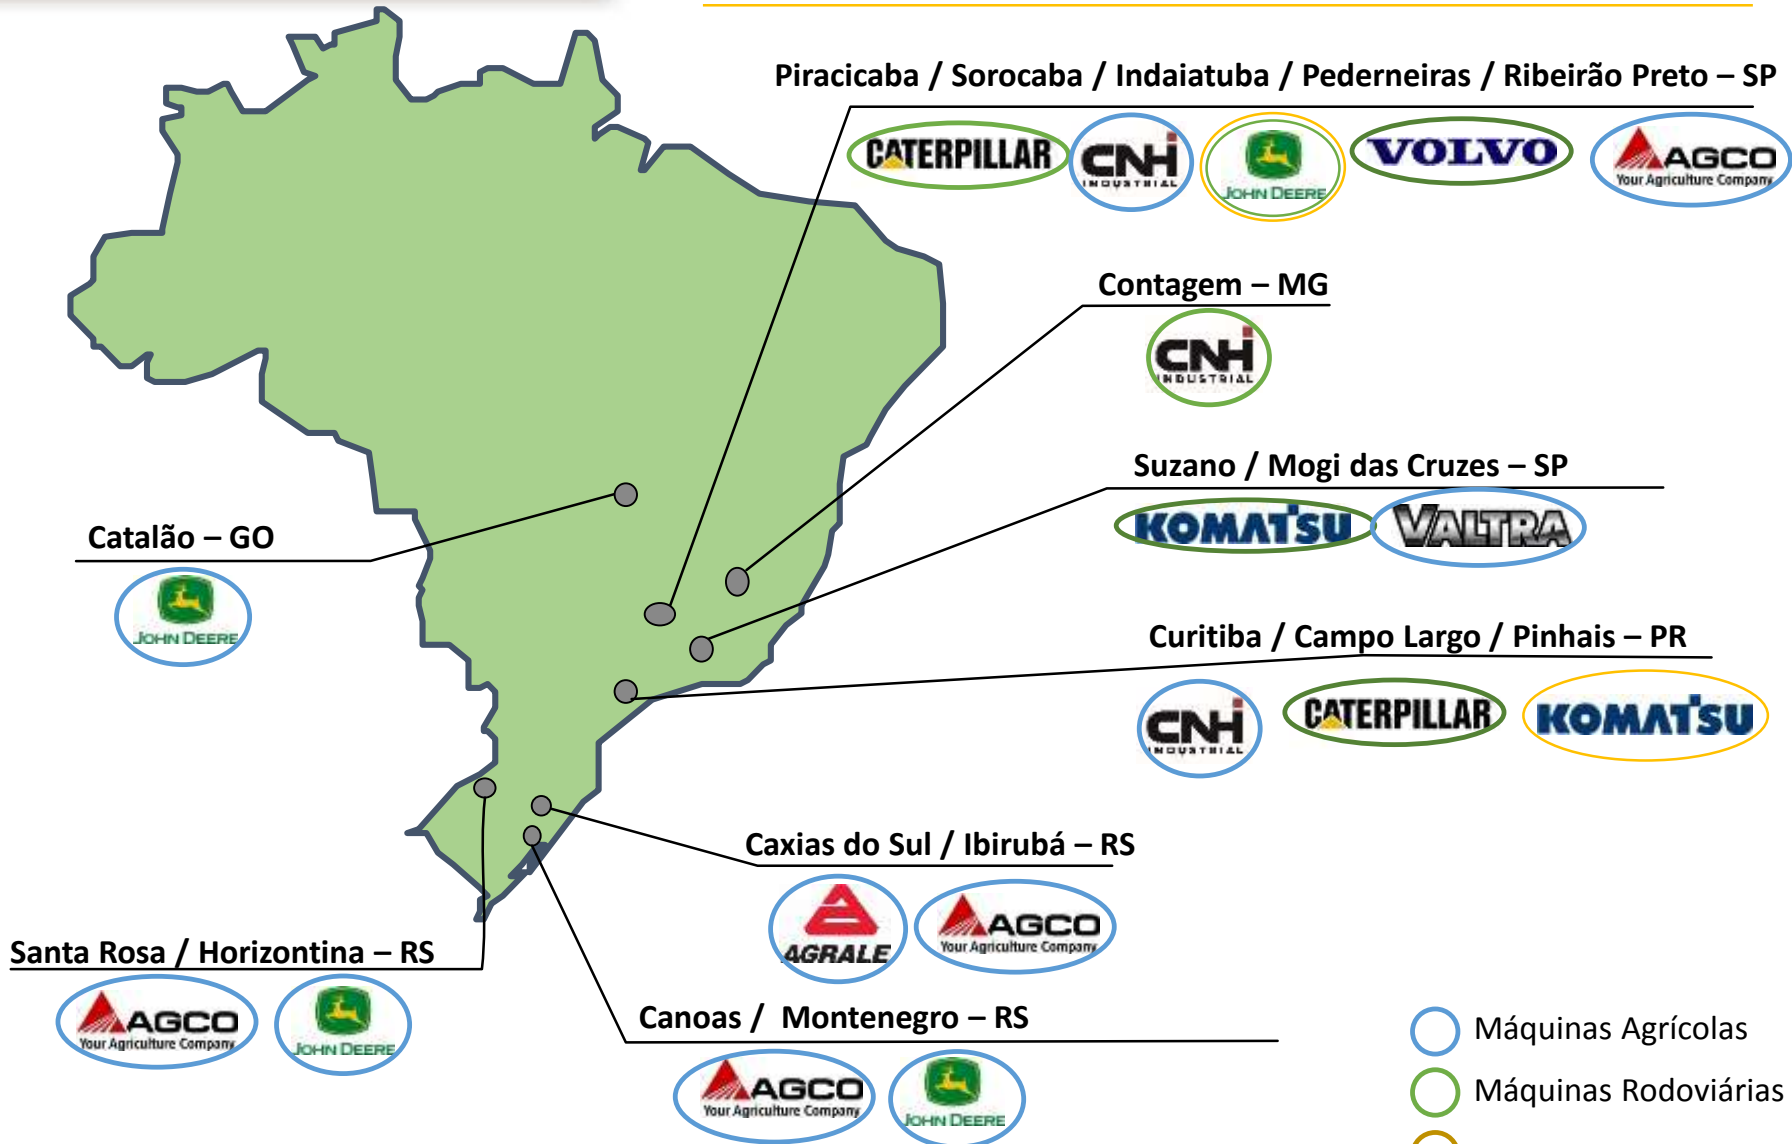 Piracicaba / Sorocaba / Indaiatuba / Pederneiras / Ribeirão Preto – SP
CATERPILLAR
CNH
INDUSTRIAL
JOHN DEERE
VOLVO
AGCO
Your Agriculture Company
Contagem – MG
CNH
INDUSTRIAL
Suzano / Mogi das Cruzes – SP
KOMATSU
VALTRA
Catalão – GO
JOHN DEERE
Curitiba / Campo Largo / Pinhais – PR
CNH
INDUSTRIAL
CATERPILLAR
KOMATSU
Caxias do Sul / Ibirubá – RS
AGRALE
AGCO
Your Agriculture Company
Santa Rosa / Horizontina – RS
AGCO
Your Agriculture Company
JOHN DEERE
Canoas / Montenegro – RS
AGCO
Your Agriculture Company
JOHN DEERE
Máquinas Agrícolas
Máquinas Rodoviárias